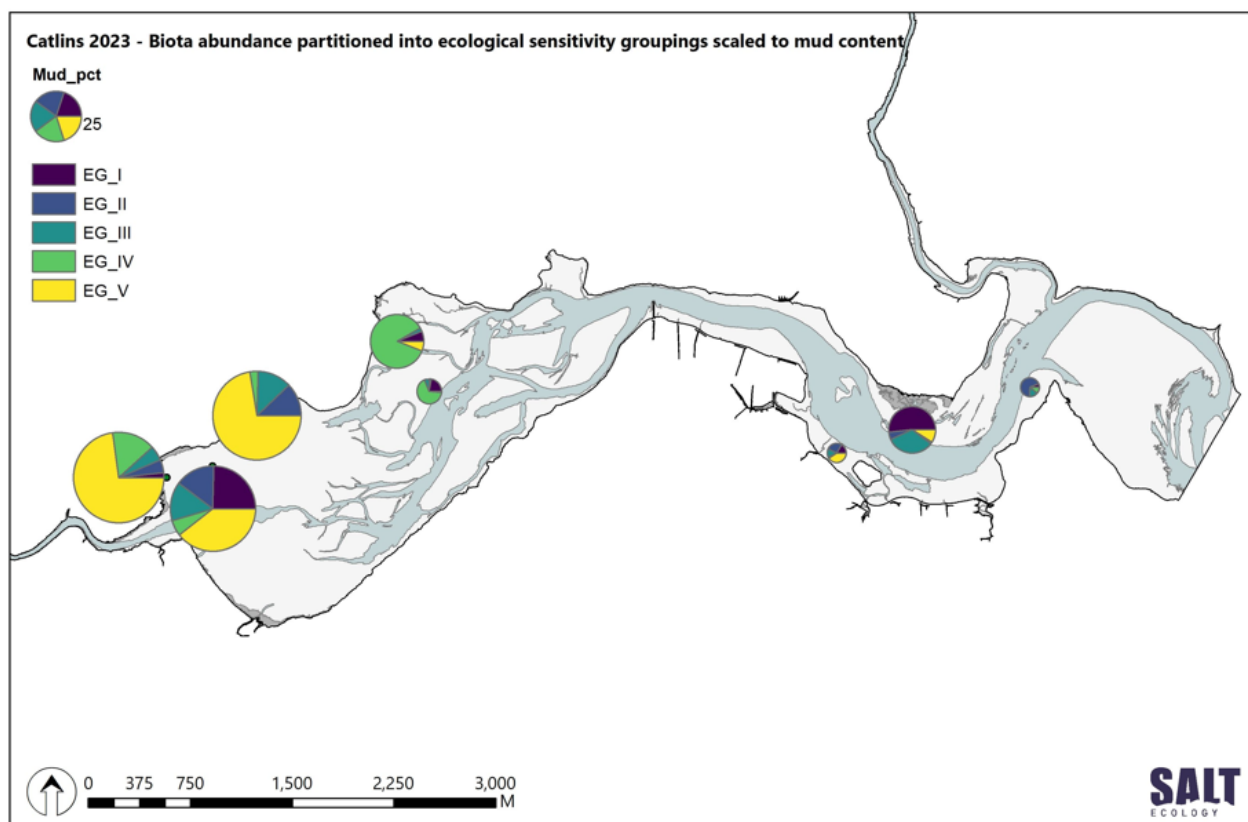 Catlins 2023 - Biota abundance partitioned into ecological sensitivity groupings scaled to mud content
Mud_pct
25
EG_I
EG_II
EG_III
EG_IV
EG_V
0 375 750 1,500 2,250 3,000
M
SALT
ECOLOGY